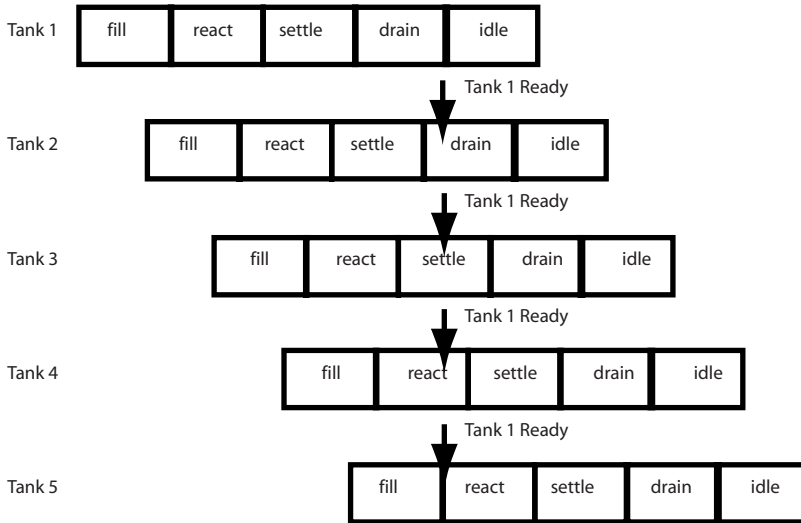 Tank 1 fill react settle drain idle
Tank 1 Ready
Tank 2 fill react settle drain idle
Tank 1 Ready
Tank 3 fill react settle drain idle
Tank 1 Ready
Tank 4 fill react settle drain idle
Tank 1 Ready
Tank 5 fill react settle drain idle